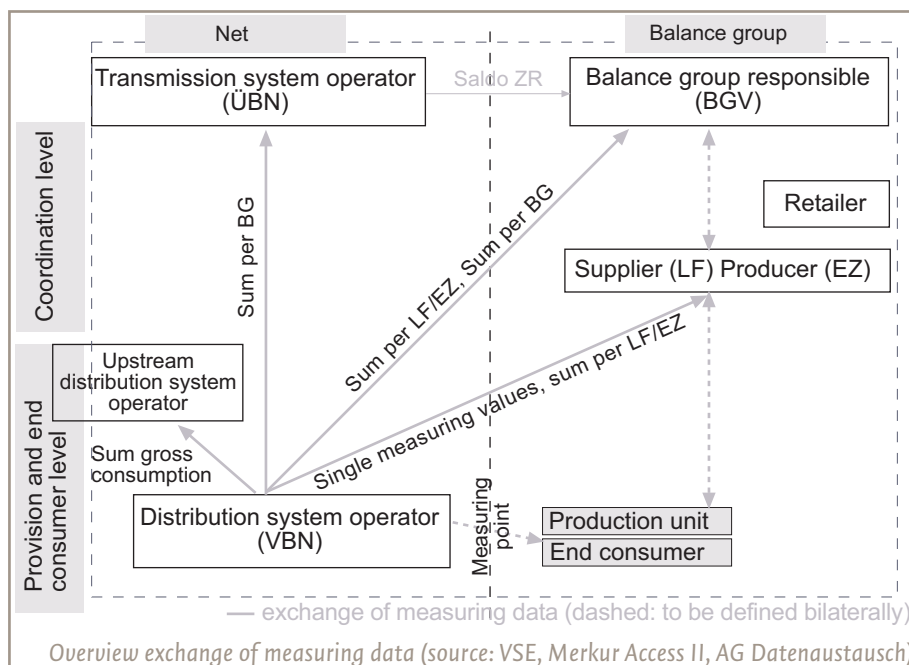 Net
Balance group
Transmission system operator
(ÜBN)
Saldo ZR
Balance group responsible
(BGV)
Coordination level
Sum per BG
Sum per LF/EZ, Sum per BG
Retailer
Supplier (LF) Producer (EZ)
Single measuring values, sum per LF/EZ
Provision and end
consumer level
Upstream
distribution system
operator
Sum gross
consumption
Distribution system operator
(VBN)
Measuring
point
Production unit
End consumer
exchange of measuring data (dashed: to be defined bilaterally)
Overview exchange of measuring data (source: VSE, Merkur Access II, AG Datenaustausch)